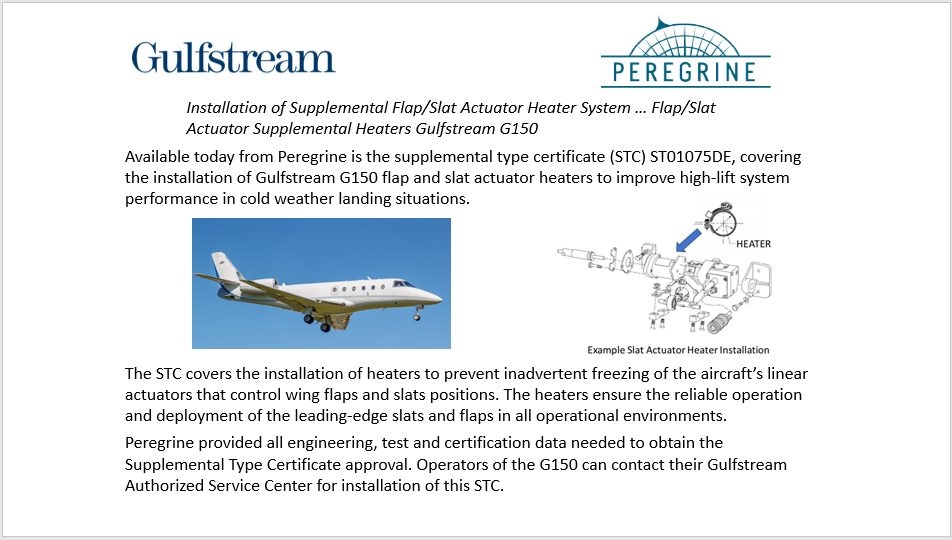 Gulfstream
PEREGRINE
Installation of Supplemental Flap/Slat Actuator Heater System … Flap/Slat
Actuator Supplemental Heaters Gulfstream G150
Available today from Peregrine is the supplemental type certificate (STC) ST01075DE, covering
the installation of Gulfstream G150 flap and slat actuator heaters to improve high-lift system
performance in cold weather landing situations.
HEATER
Example Slat Actuator Heater Installation
The STC covers the installation of heaters to prevent inadvertent freezing of the aircraft’s linear
actuators that control wing flaps and slats positions. The heaters ensure the reliable operation
and deployment of the leading-edge slats and flaps in all operational environments.
Peregrine provided all engineering, test and certification data needed to obtain the
Supplemental Type Certificate approval. Operators of the G150 can contact their Gulfstream
Authorized Service Center for installation of this STC.